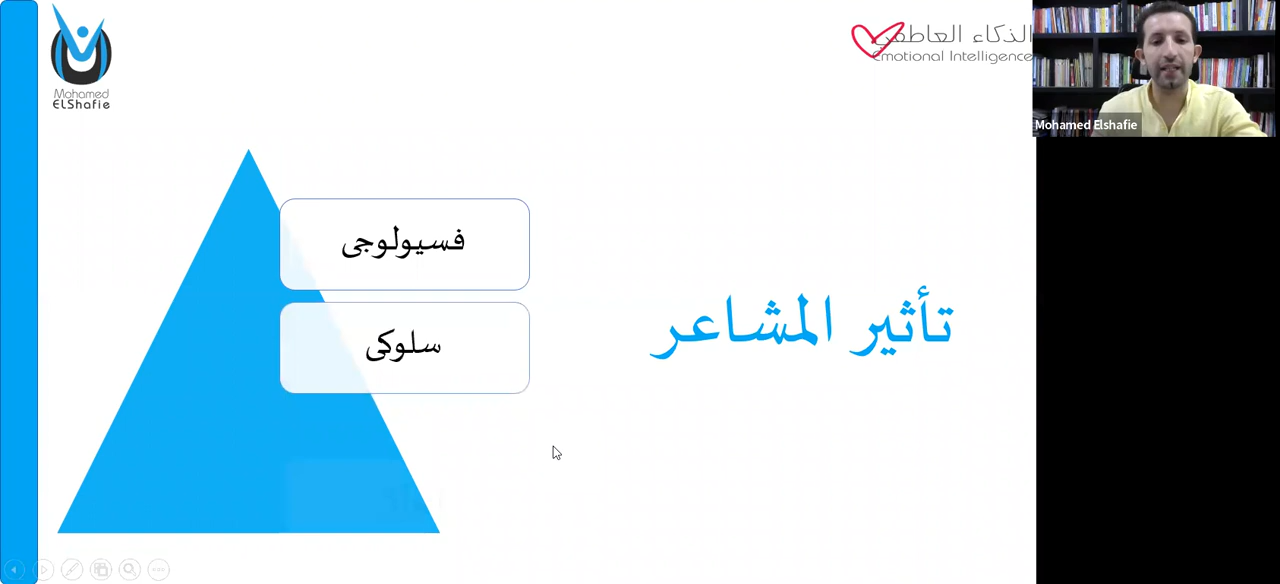 Mohamed
ELShafie
الذكاء العاطفي
Emotional Intelligence
Mohamed Elshafie
فسيولوجى
سلوكى
تأثير المشاعر